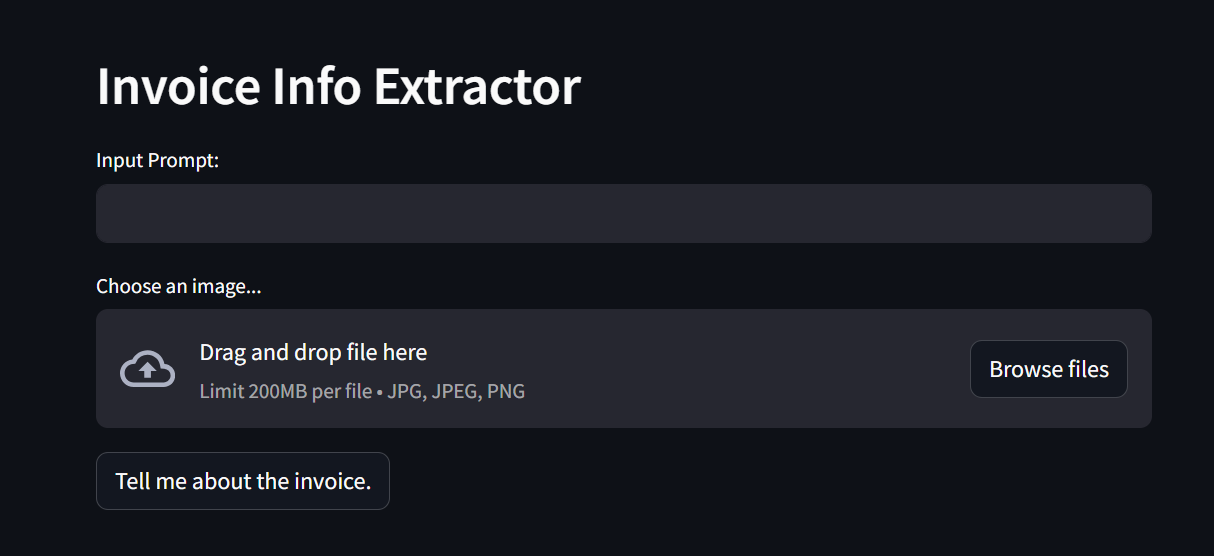 Invoice Info Extractor
Input Prompt:
Choose an image...
Drag and drop file here
Limit 200MB per file • JPG, JPEG, PNG
Browse files
Tell me about the invoice.